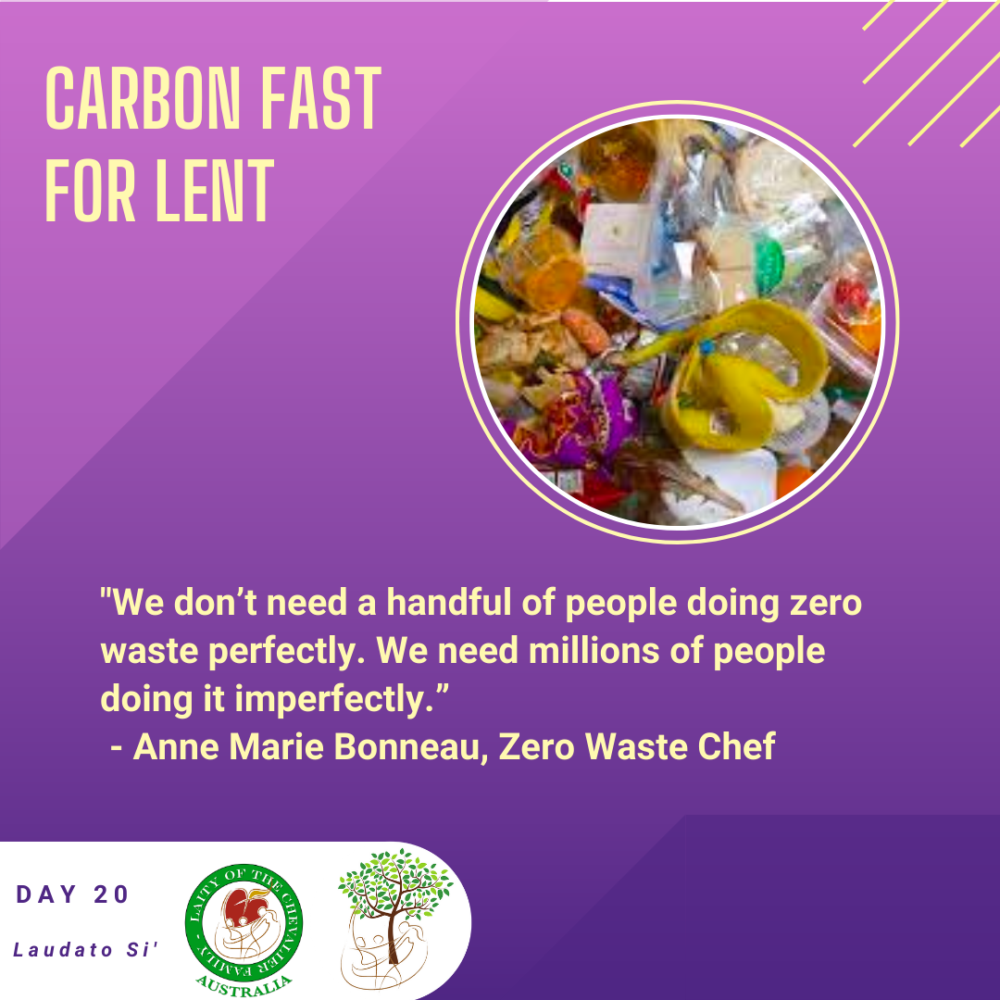 CARBON FAST
FOR LENT
"We don’t need a handful of people doing zero
waste perfectly. We need millions of people
doing it imperfectly.”
- Anne Marie Bonneau, Zero Waste Chef
DAY 20
Laudato Si'
LAITY OF THE CHEVALIER FAMILY -
AUSTRALIA